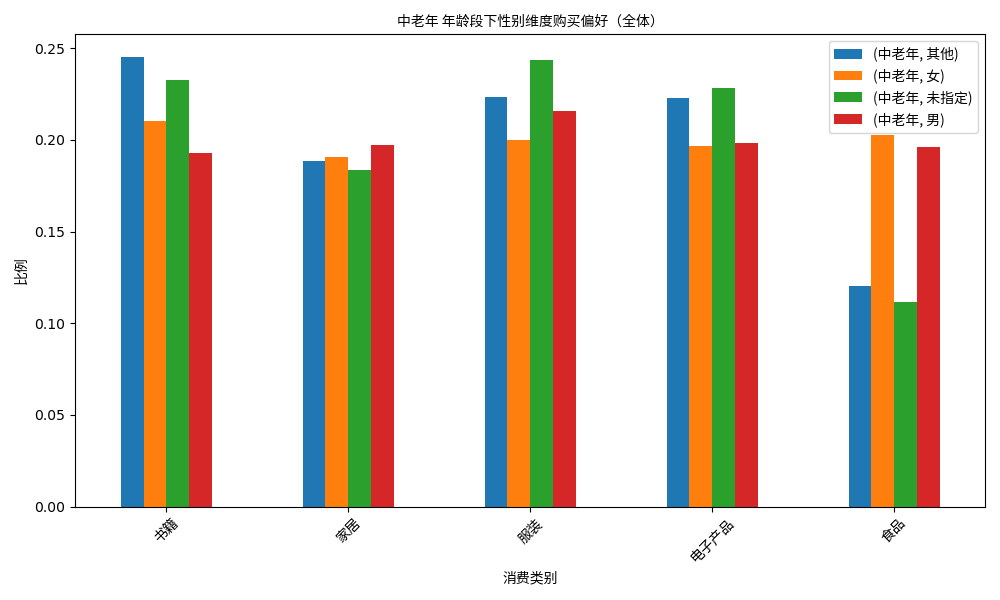 中老年 年龄段下性别维度购买偏好（全体）
(中老年, 其他)
(中老年, 女)
(中老年, 未指定)
(中老年, 男)
比例
0.25
0.20
0.15
0.10
0.05
0.00
书籍
家居
服装
电子产品
食品
消费类别